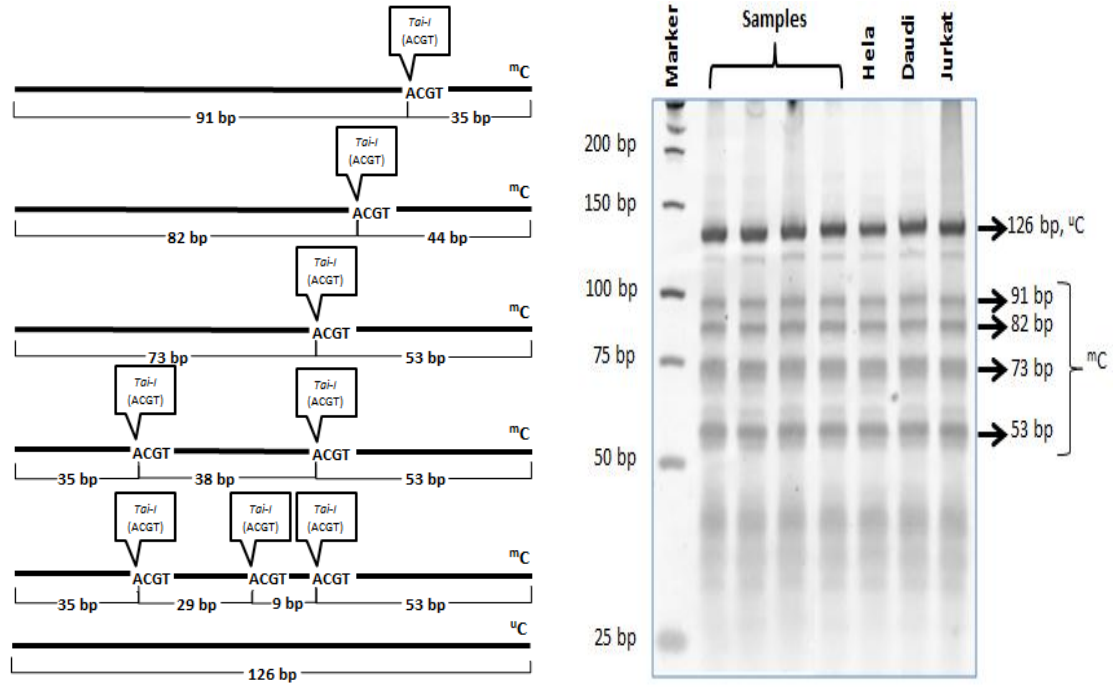 Tai-I
(ACGT)
mC
ACGT
91 bp
35 bp
Tai-I
(ACGT)
mC
ACGT
82 bp
44 bp
Tai-I
(ACGT)
mC
ACGT
73 bp
53 bp
Tai-I
(ACGT)
Tai-I
(ACGT)
mC
ACGT
ACGT
35 bp
38 bp
53 bp
Tai-I
(ACGT)
Tai-I
(ACGT)
Tai-I
(ACGT)
mC
ACGT
ACGT
ACGT
35 bp
29 bp
9 bp
53 bp
uC
126 bp
Marker
Samples
Hela
Daudi
Jurkat
200 bp
150 bp
100 bp
75 bp
50 bp
25 bp
126 bp, uC
91 bp
82 bp
73 bp
53 bp
mC